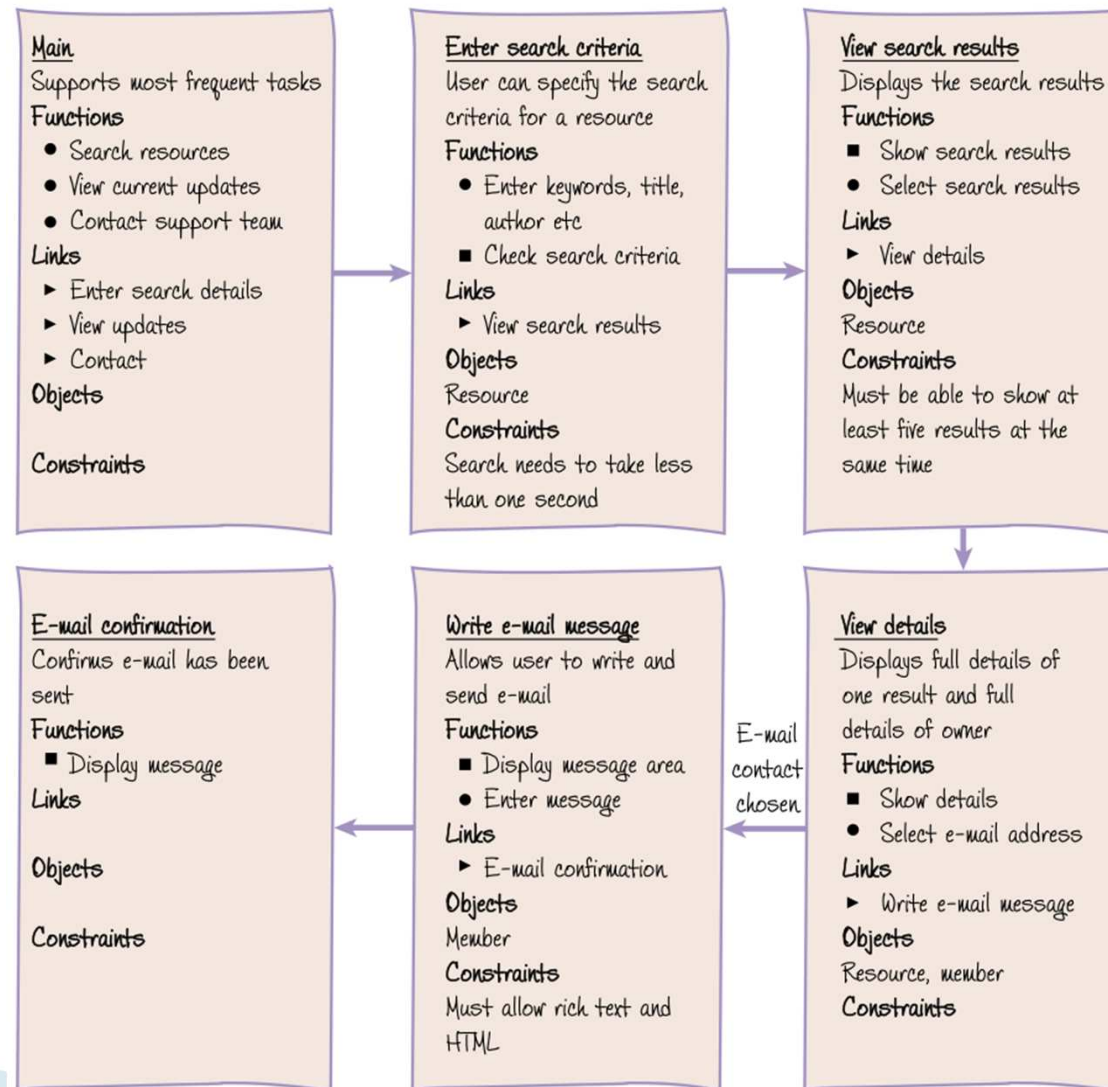 Main
Supports most frequent tasks
Functions
● Search resources
● View current updates
● Contact support team
Links
► Enter search details
► View updates
► Contact
Objects
Constraints
Enter search criteria
User can specify the search
criteria for a resource
Functions
● Enter keywords, title,
author etc
■ Check search criteria
Links
► View search results
Objects
Resource
Constraints
Search needs to take less
than one second
View search results
Displays the search results
Functions
■ Show search results
● Select search results
Links
► View details
Objects
Resource
Constraints
Must be able to show at
least five results at the
same time
View details
Displays full details of
one result and full
details of owner
Functions
■ Show details
● Select e-mail address
Links
► Write e-mail message
Objects
Resource, member
Constraints
E-mail
contact
chosen
Write e-mail message
Allows user to write and
send e-mail
Functions
■ Display message area
● Enter message
Links
► E-mail confirmation
Objects
Member
Constraints
Must allow rich text and
HTML
E-mail confirmation
Confirms e-mail has been
sent
Functions
■ Display message
Links
Objects
Constraints